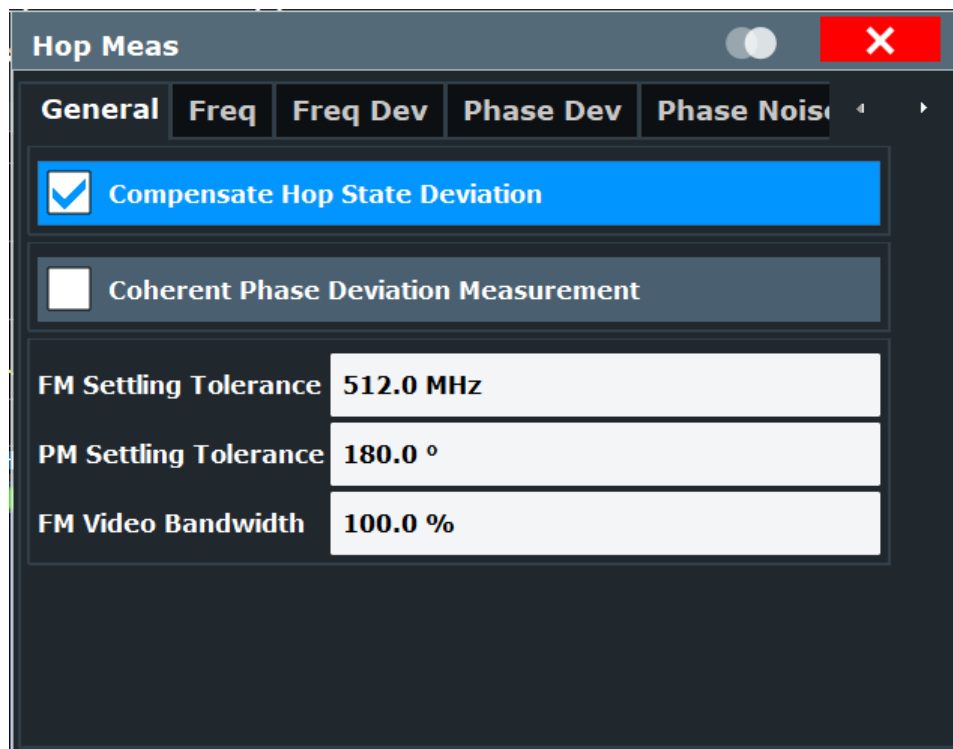 Hop Meas
General Freq Freq Dev Phase Dev Phase
Compensate Hop State Deviation
Coherent Phase Deviation Measurement
FM Settling Tolerance 512.0 MHz
PM Settling Tolerance 180.0 º
FM Video Bandwidth 100.0 %